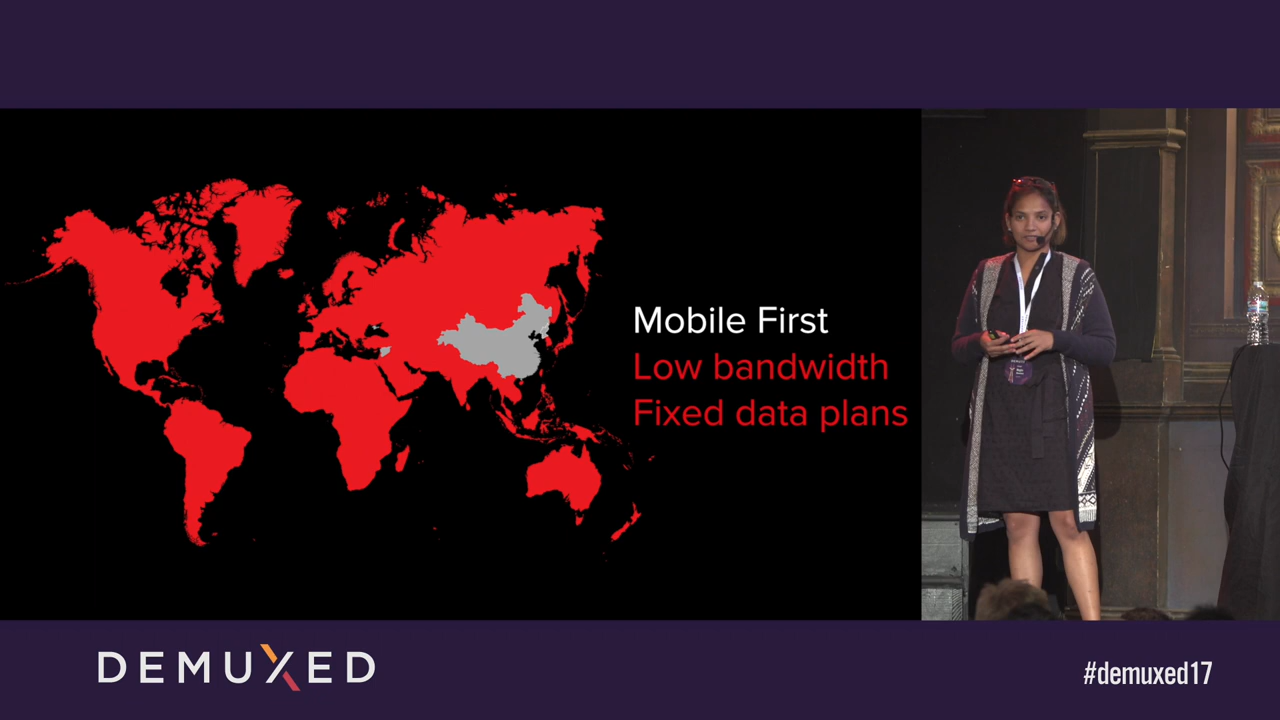 Mobile First
Low bandwidth
Fixed data plans
DEMUXED
#demuxed17